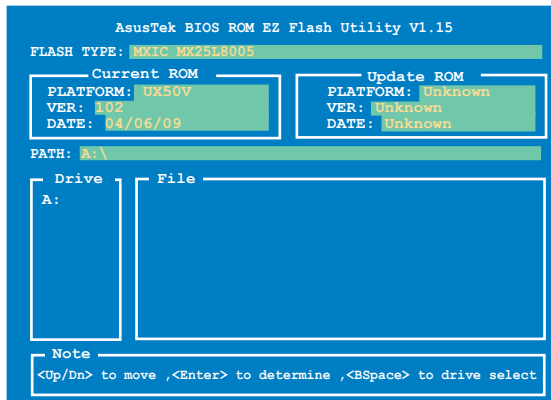 AsusTek BIOS ROM EZ Flash Utility V1.15
FLASH TYPE: MXIC MX25L8005
Current ROM
PLATFORM: UX50V
VER: 102
DATE: 04/06/09
Update ROM
PLATFORM: Unknown
VER: Unknown
DATE: Unknown
PATH: A:\
Drive
A:
File
Note
<Up/Dn> to move ,<Enter> to determine ,<BSpace> to drive select